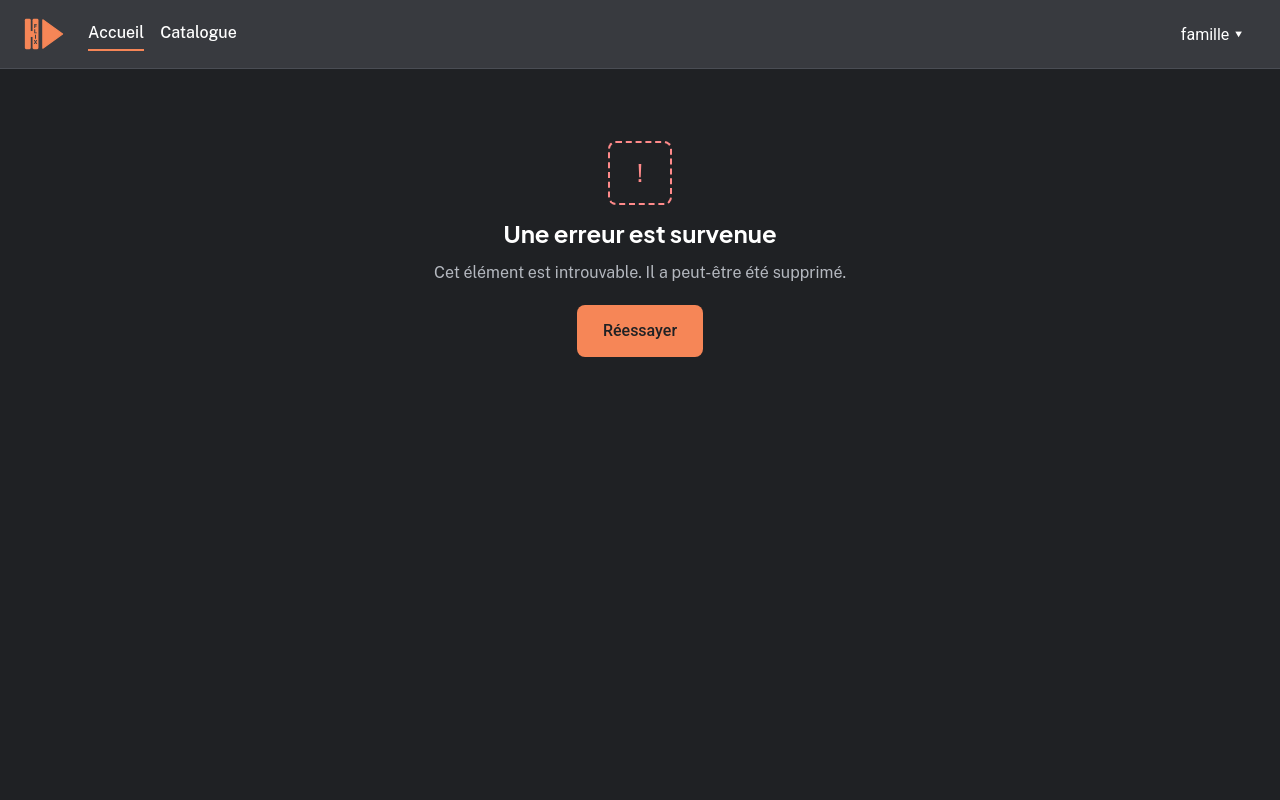 Accueil Catalogue famille ▼
!
Une erreur est survenue
Cet élément est introuvable. Il a peut-être été supprimé.
Réessayer